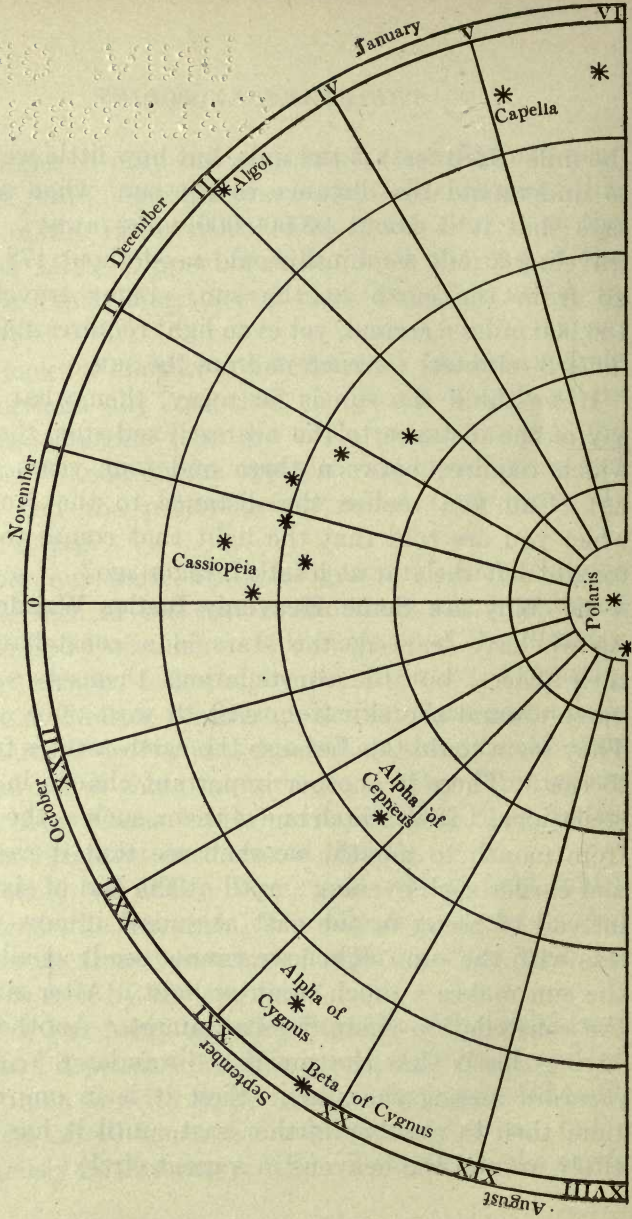 VI
January
V
Capella
IV
III
Algol
December
II
I
November
Cassiopeia
0
Polaris
XXIII
October
Alpha of
Cepheus
XXII
Alpha of
Cygnus
XXI
September
Beta of Cygnus
XX
XIX
XVIII
August